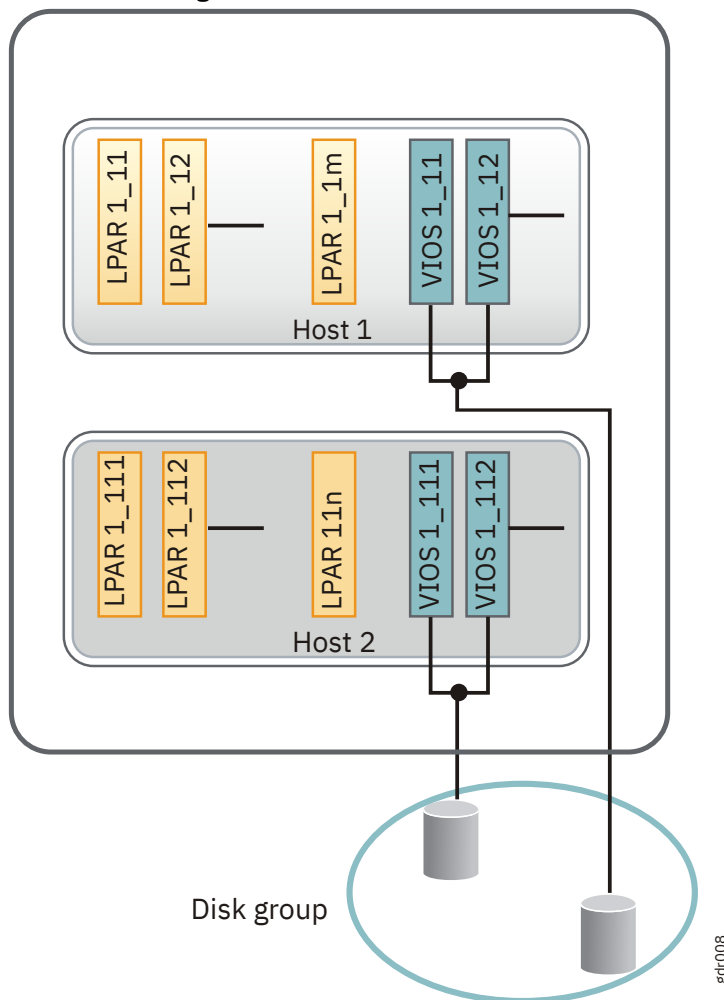 LPAR 1_11
LPAR 1_12
LPAR 1_1m
VIOS 1_11
VIOS 1_12
Host 1
LPAR 1_111
LPAR 1_112
LPAR 11n
VIOS 1_111
VIOS 1_112
Host 2
Disk group
gdr008